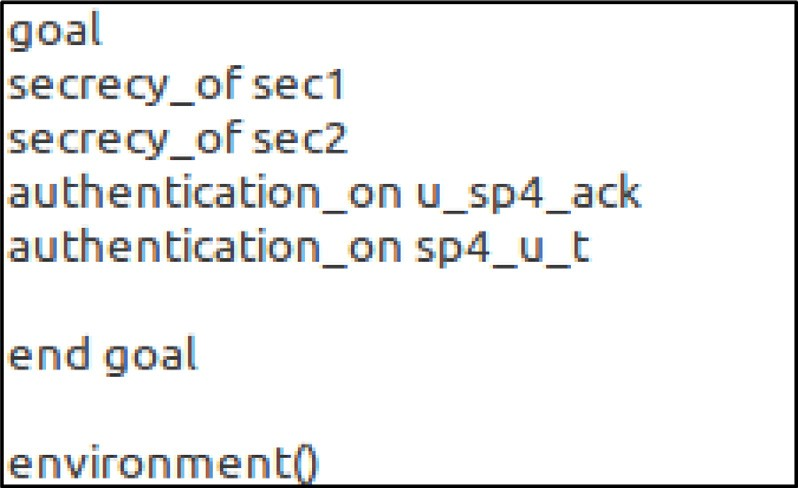 goal
secrecy_of sec1
secrecy_of sec2
authentication_on u_sp4_ack
authentication_on sp4_u_t
end goal
environment()